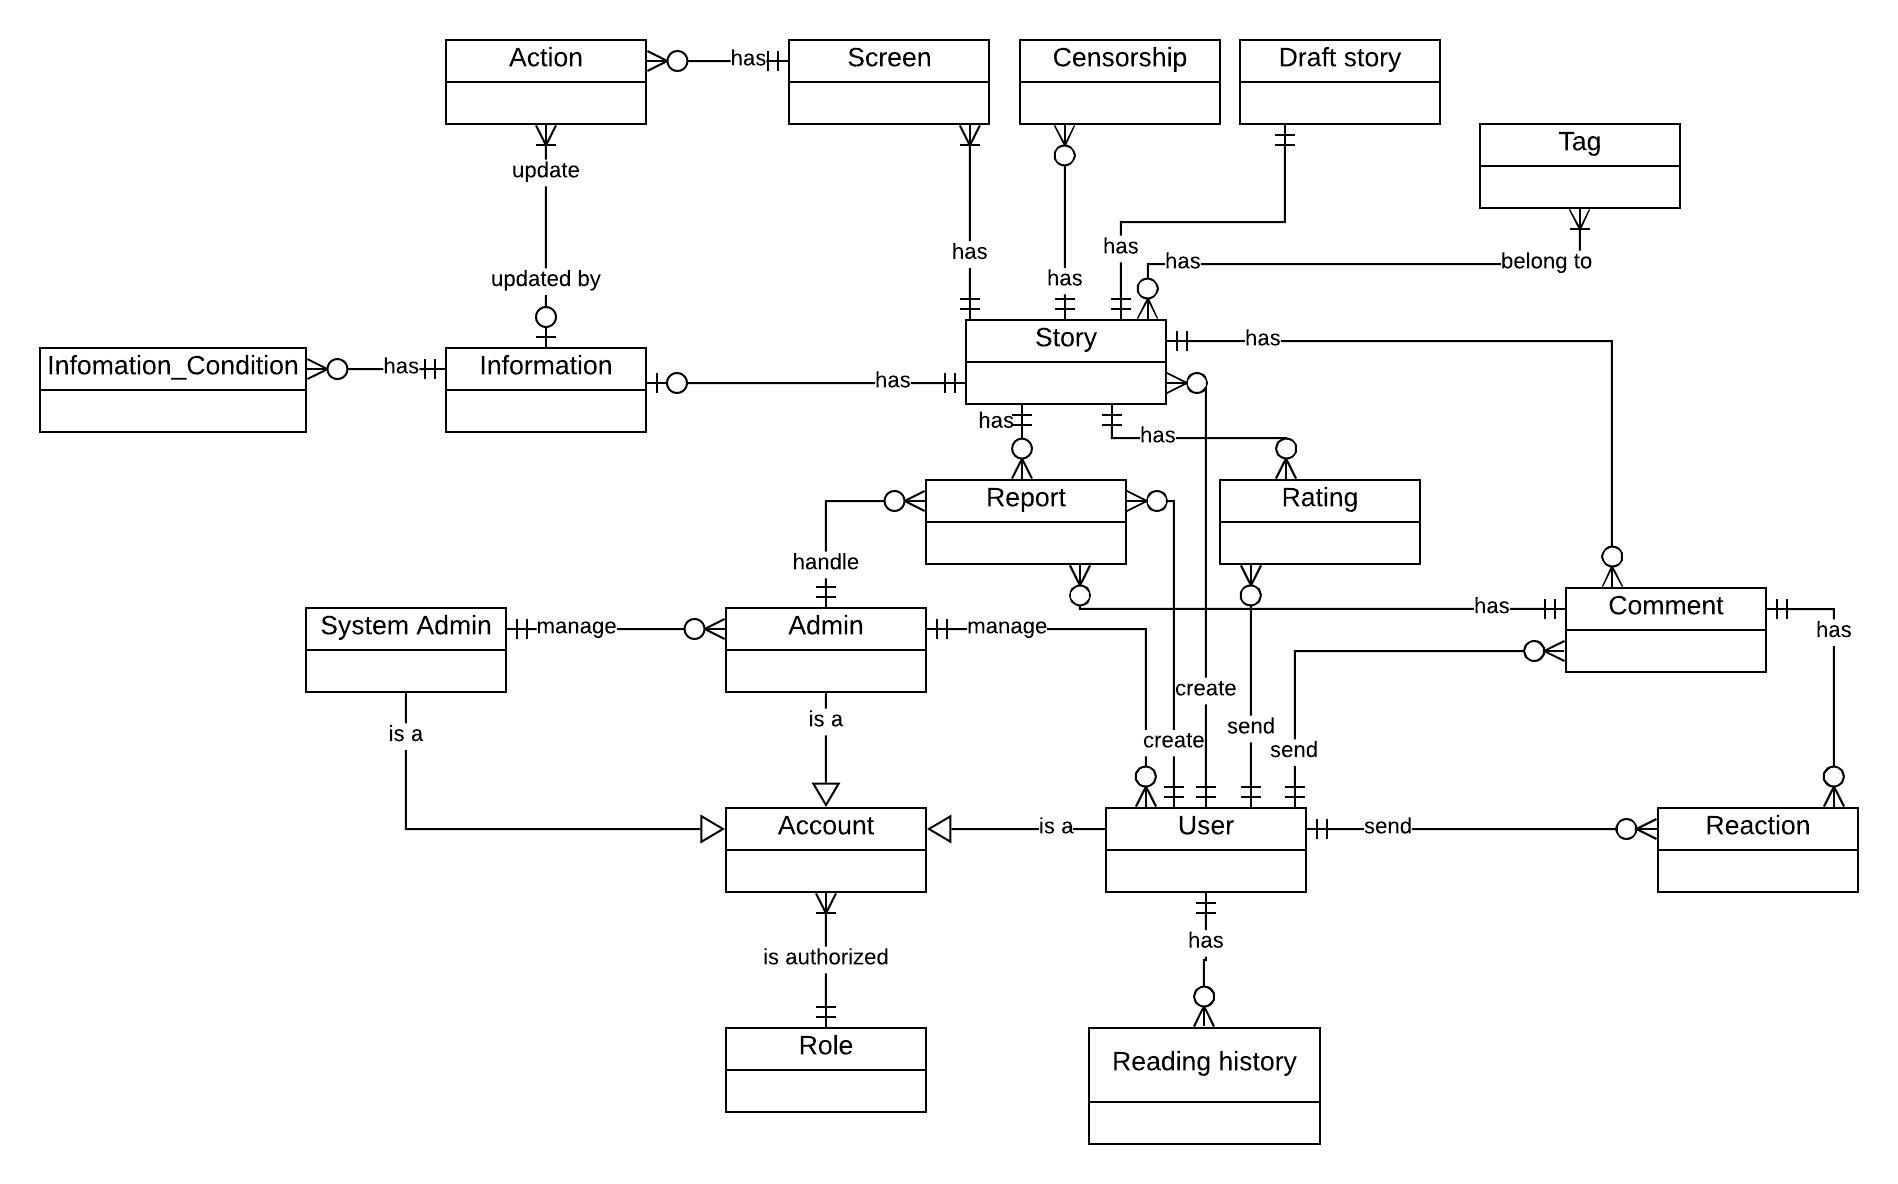 Action
has
Screen
Censorship
Draft story
Tag
update
has
has
has
has
belong to
updated by
Infomation_Condition
has
Information
has
Story
has
has
has
Report
Rating
handle
has
Comment
System Admin
manage
Admin
manage
has
create
send
is a
is a
create
send
Account
is a
User
send
Reaction
is authorized
has
Role
Reading history